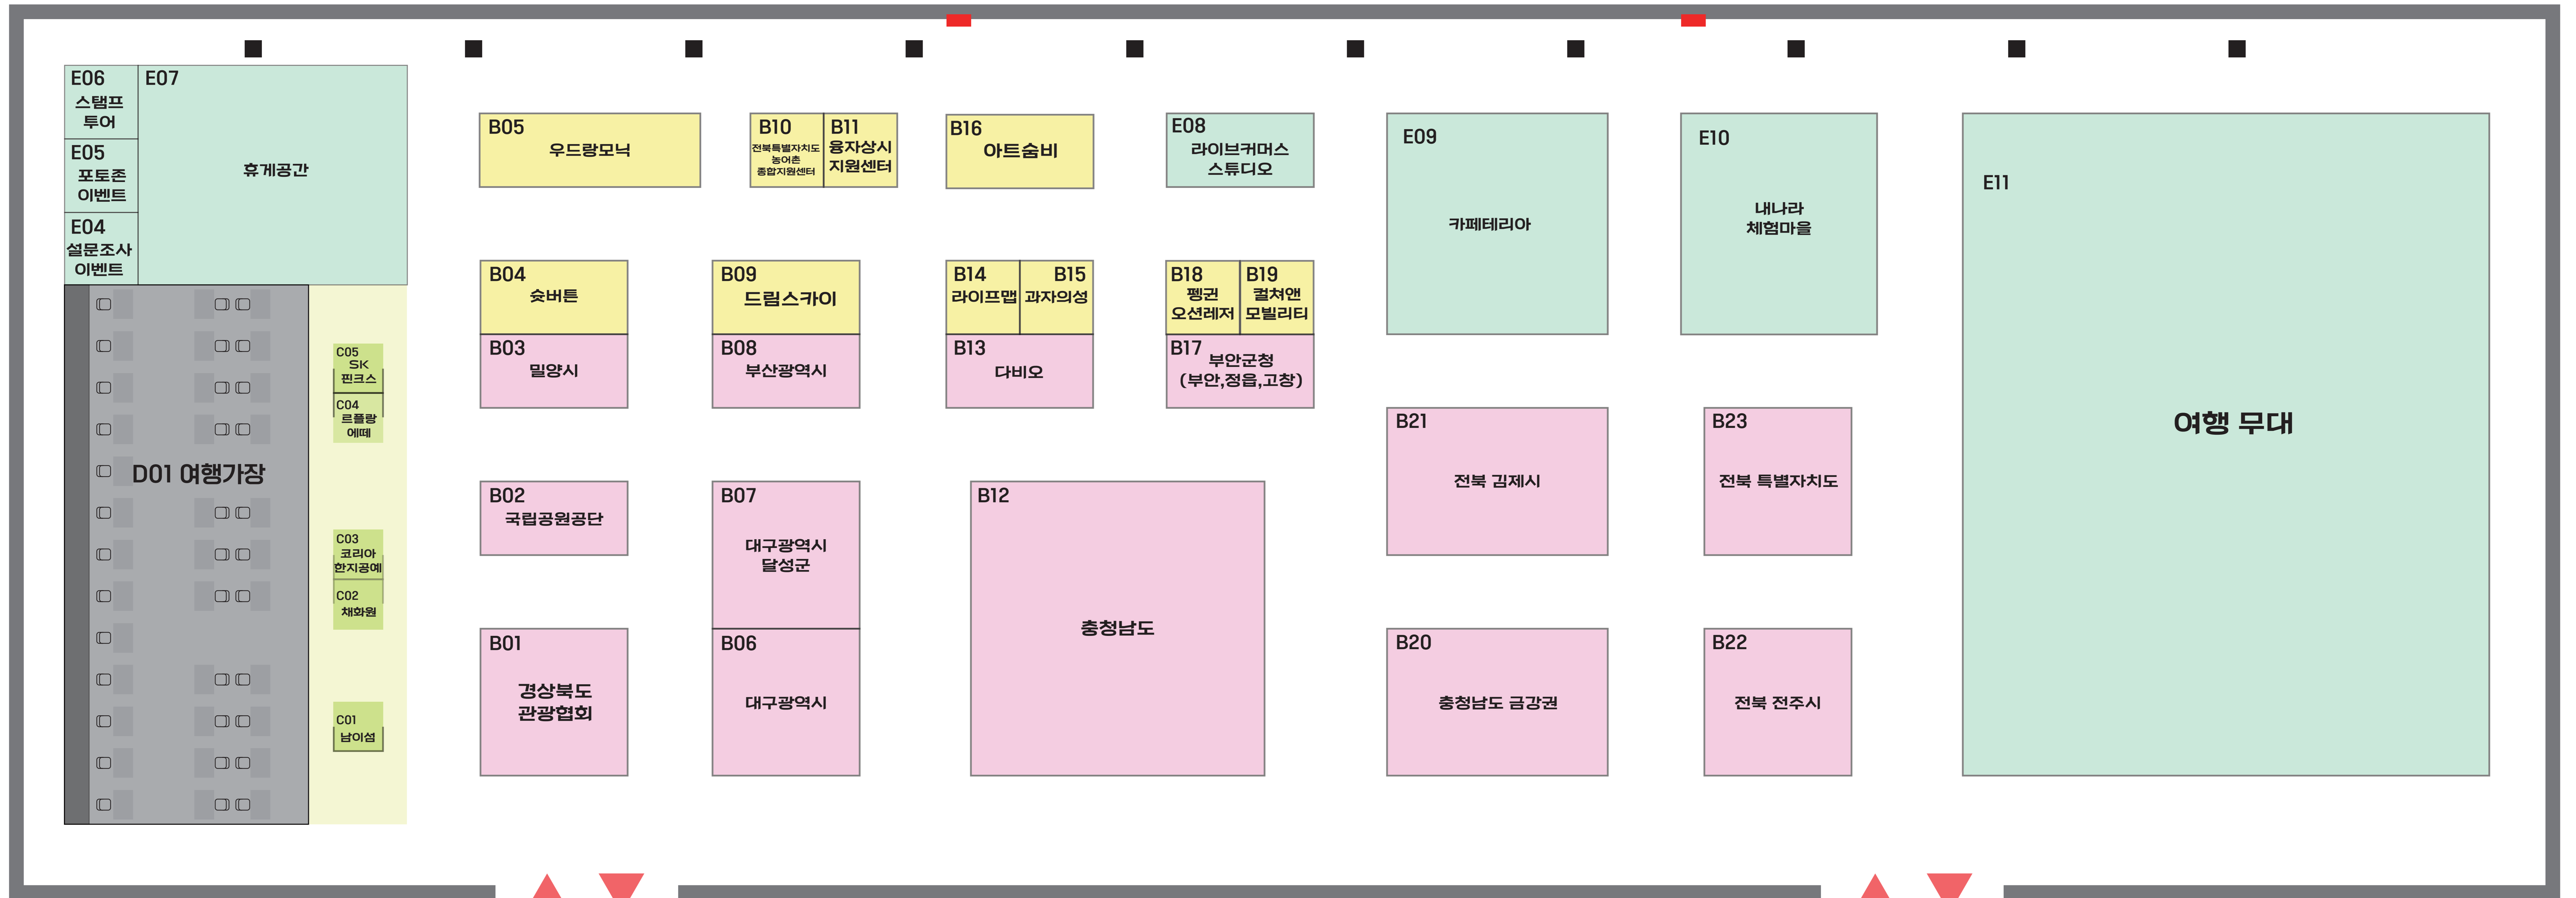 E06
스탬프
투어
E07
휴게공간
E05
포토존
이벤트
E04
설문조사
이벤트
D01 여행가장
C05
SK
핀크스
C04
르플랑
에떼
C03
코리아
한지공예
C02
채화원
C01
남이섬
B05
우드랑모닉
B04
슛버튼
B03
밀양시
B02
국립공원공단
B01
경상북도
관광협회
B10
전북특별자치도
농어촌
종합지원센터
B11
융자상시
지원센터
B09
드림스카이
B08
부산광역시
B07
대구광역시
달성군
B06
대구광역시
B16
아트숨비
B14
라이프맵
B15
과자의성
B13
다비오
B12
충청남도
E08
라이브커머스
스튜디오
B18
펭귄
오션레저
B19
컬쳐앤
모빌리티
B17
부안군청
(부안,정읍,고창)
E09
카페테리아
B21
전북 김제시
B20
충청남도 금강권
E10
내나라
체험마을
B23
전북 특별자치도
B22
전북 전주시
E11
여행 무대